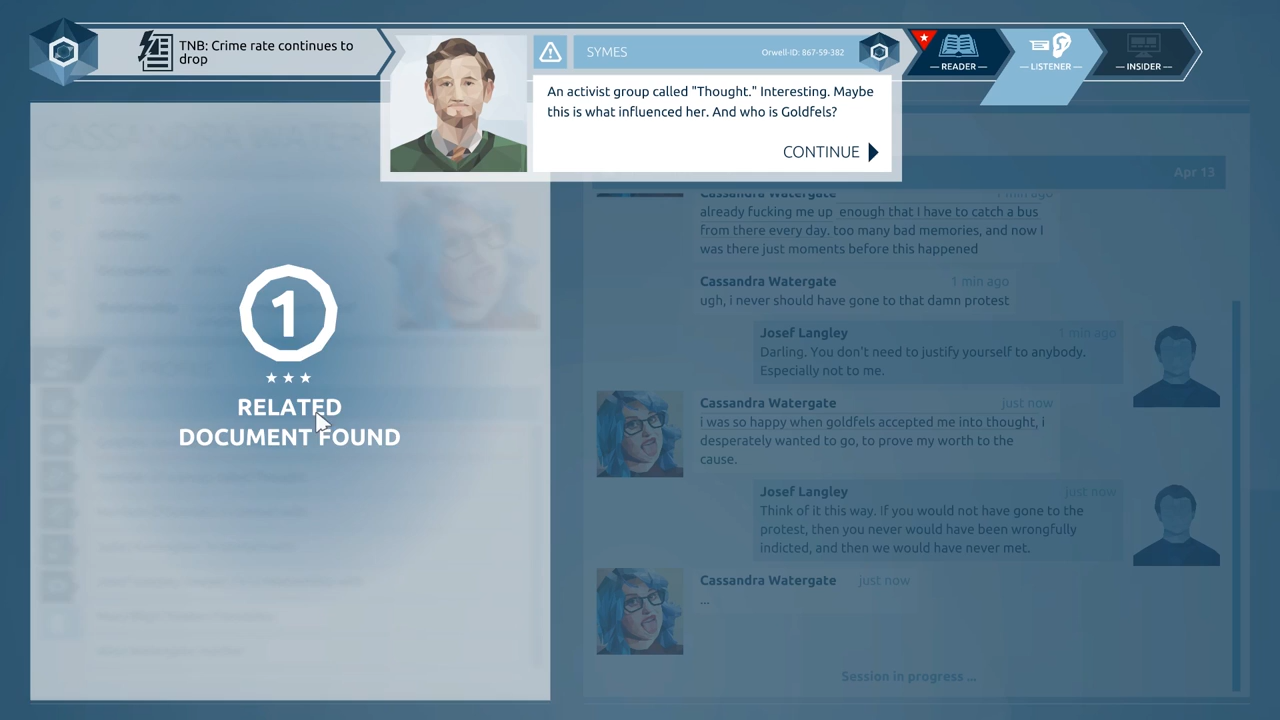 TNB: Crime rate continues to
drop
SYMES
Orwell-ID: 867-59-382
An activist group called "Thought." Interesting. Maybe
this is what influenced her. And who is Goldfels?
CONTINUE
— READER —
— LISTENER —
— INSIDER —
1
RELATED
DOCUMENT FOUND
Apr 13
Cassandra Watergate 1 min ago
already fucking me up enough that I have to catch a bus
from there every day. too many bad memories, and now I
was there just moments before this happened
Cassandra Watergate 1 min ago
ugh, i never should have gone to that damn protest
Josef Langley 1 min ago
Darling. You don't need to justify yourself to anybody.
Especially not to me.
Cassandra Watergate just now
i was so happy when goldfels accepted me into thought, i
desperately wanted to go, to prove my worth to the
cause.
Josef Langley just now
Think of it this way. If you would not have gone to the
protest, then you never would have been wrongfully
indicted, and then we would have never met.
Cassandra Watergate just now
...
Session in progress ...